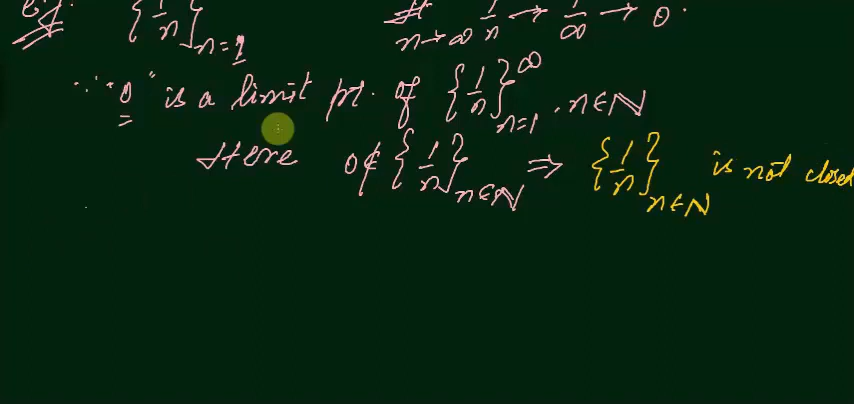 Eg. {1/n}n=1 lt n→∞ 1/n → 1/∞ → 0.
∵ "0" is a limit pt. of {1/n}∞n=1 . n∈N
Here 0∉{1/n}n∈N ⇒ {1/n}n∈N is not closed